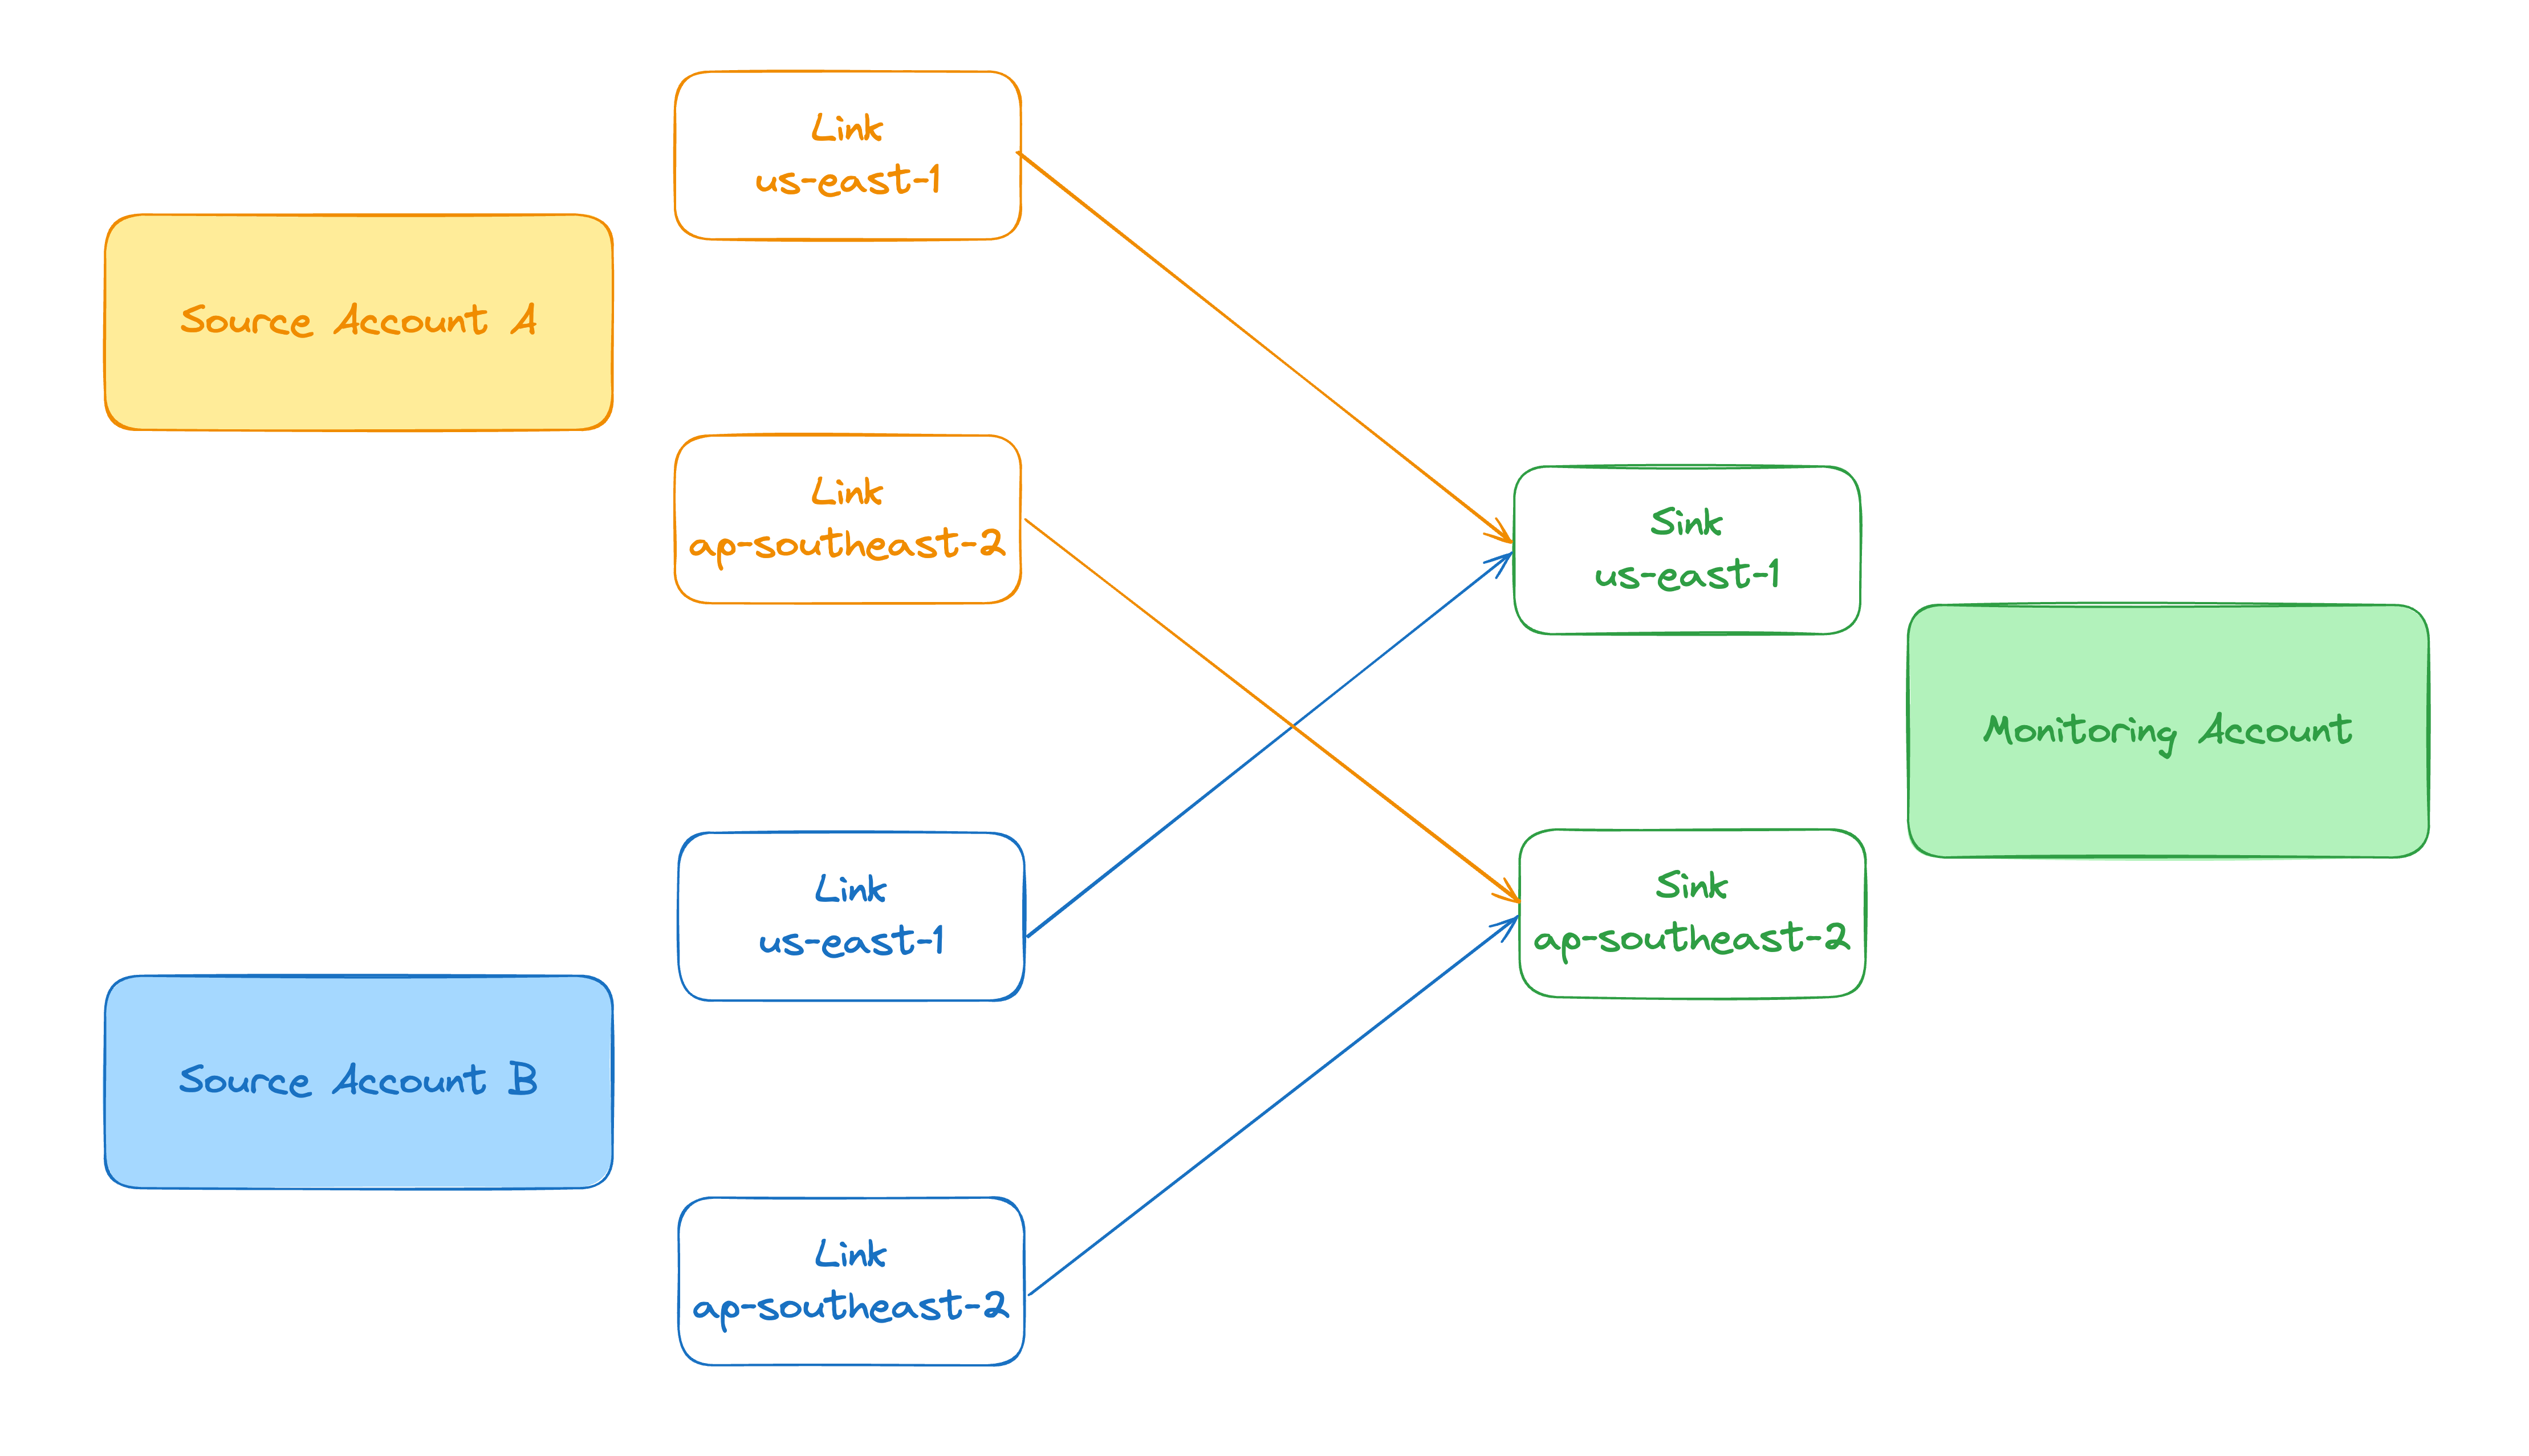 Link
us-east-1
Source Account A
Link
ap-southeast-2
Sink
us-east-1
Monitoring Account
Link
us-east-1
Sink
ap-southeast-2
Source Account B
Link
ap-southeast-2